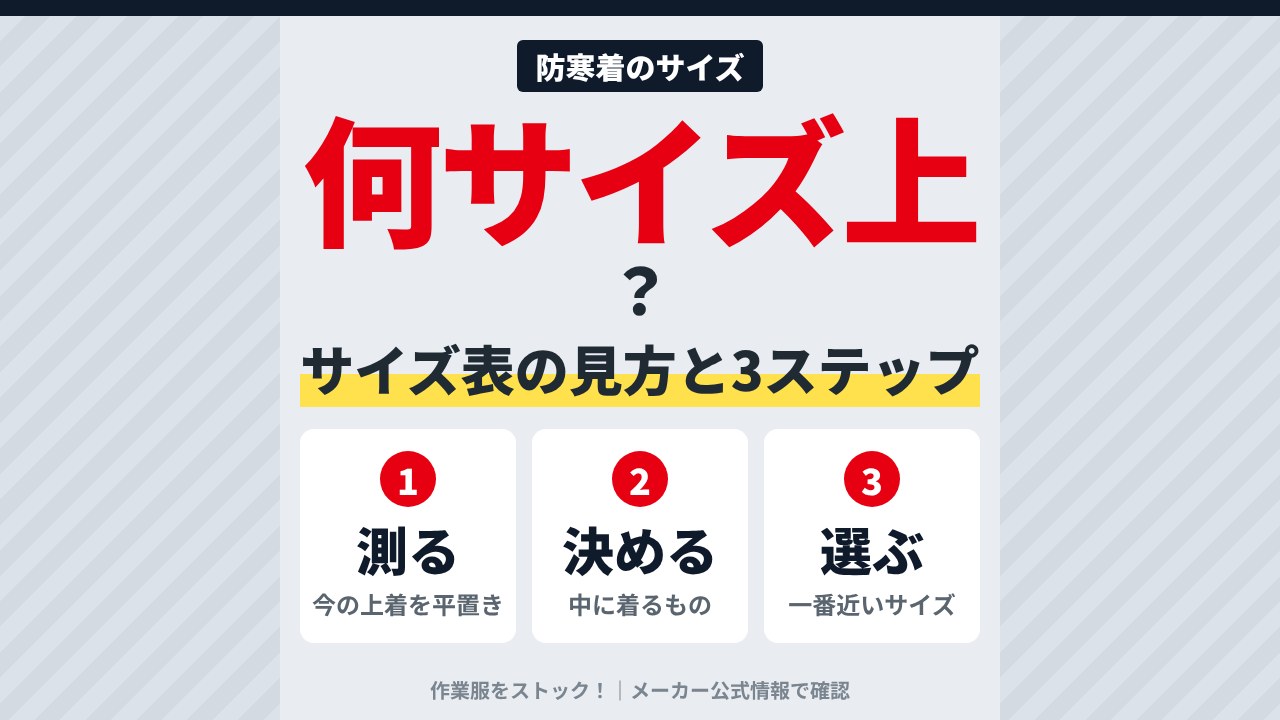 防寒着のサイズ
何サイズ上
？
サイズ表の見方と3ステップ
1
測る
今の上着を平置き
2
決める
中に着るもの
3
選ぶ
一番近いサイズ
作業服をストック！｜メーカー公式情報で確認